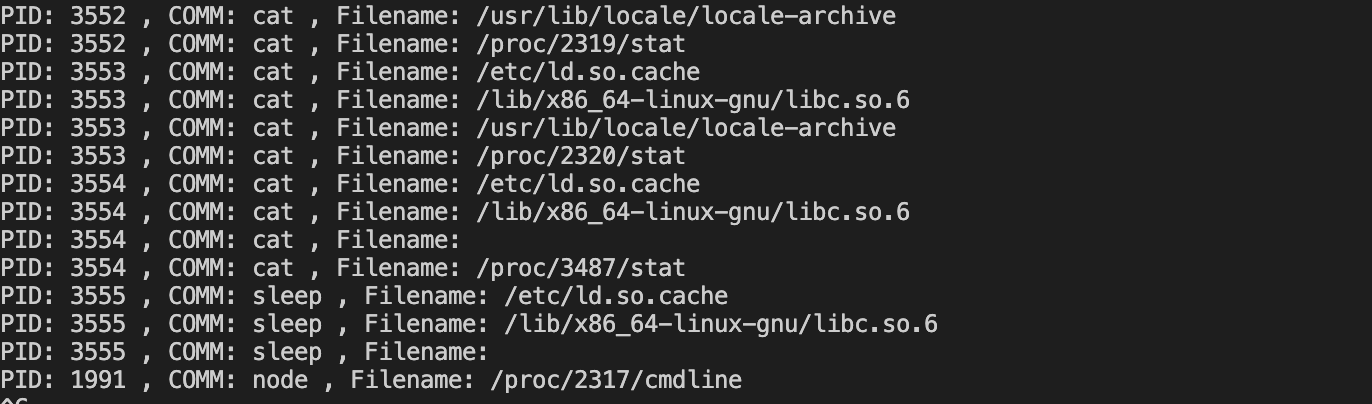 PID: 3552 , COMM: cat , Filename: /usr/lib/locale/locale-archive
PID: 3552 , COMM: cat , Filename: /proc/2319/stat
PID: 3553 , COMM: cat , Filename: /etc/ld.so.cache
PID: 3553 , COMM: cat , Filename: /lib/x86_64-linux-gnu/libc.so.6
PID: 3553 , COMM: cat , Filename: /usr/lib/locale/locale-archive
PID: 3553 , COMM: cat , Filename: /proc/2320/stat
PID: 3554 , COMM: cat , Filename: /etc/ld.so.cache
PID: 3554 , COMM: cat , Filename: /lib/x86_64-linux-gnu/libc.so.6
PID: 3554 , COMM: cat , Filename:
PID: 3554 , COMM: cat , Filename: /proc/3487/stat
PID: 3555 , COMM: sleep , Filename: /etc/ld.so.cache
PID: 3555 , COMM: sleep , Filename: /lib/x86_64-linux-gnu/libc.so.6
PID: 3555 , COMM: sleep , Filename:
PID: 1991 , COMM: node , Filename: /proc/2317/cmdline